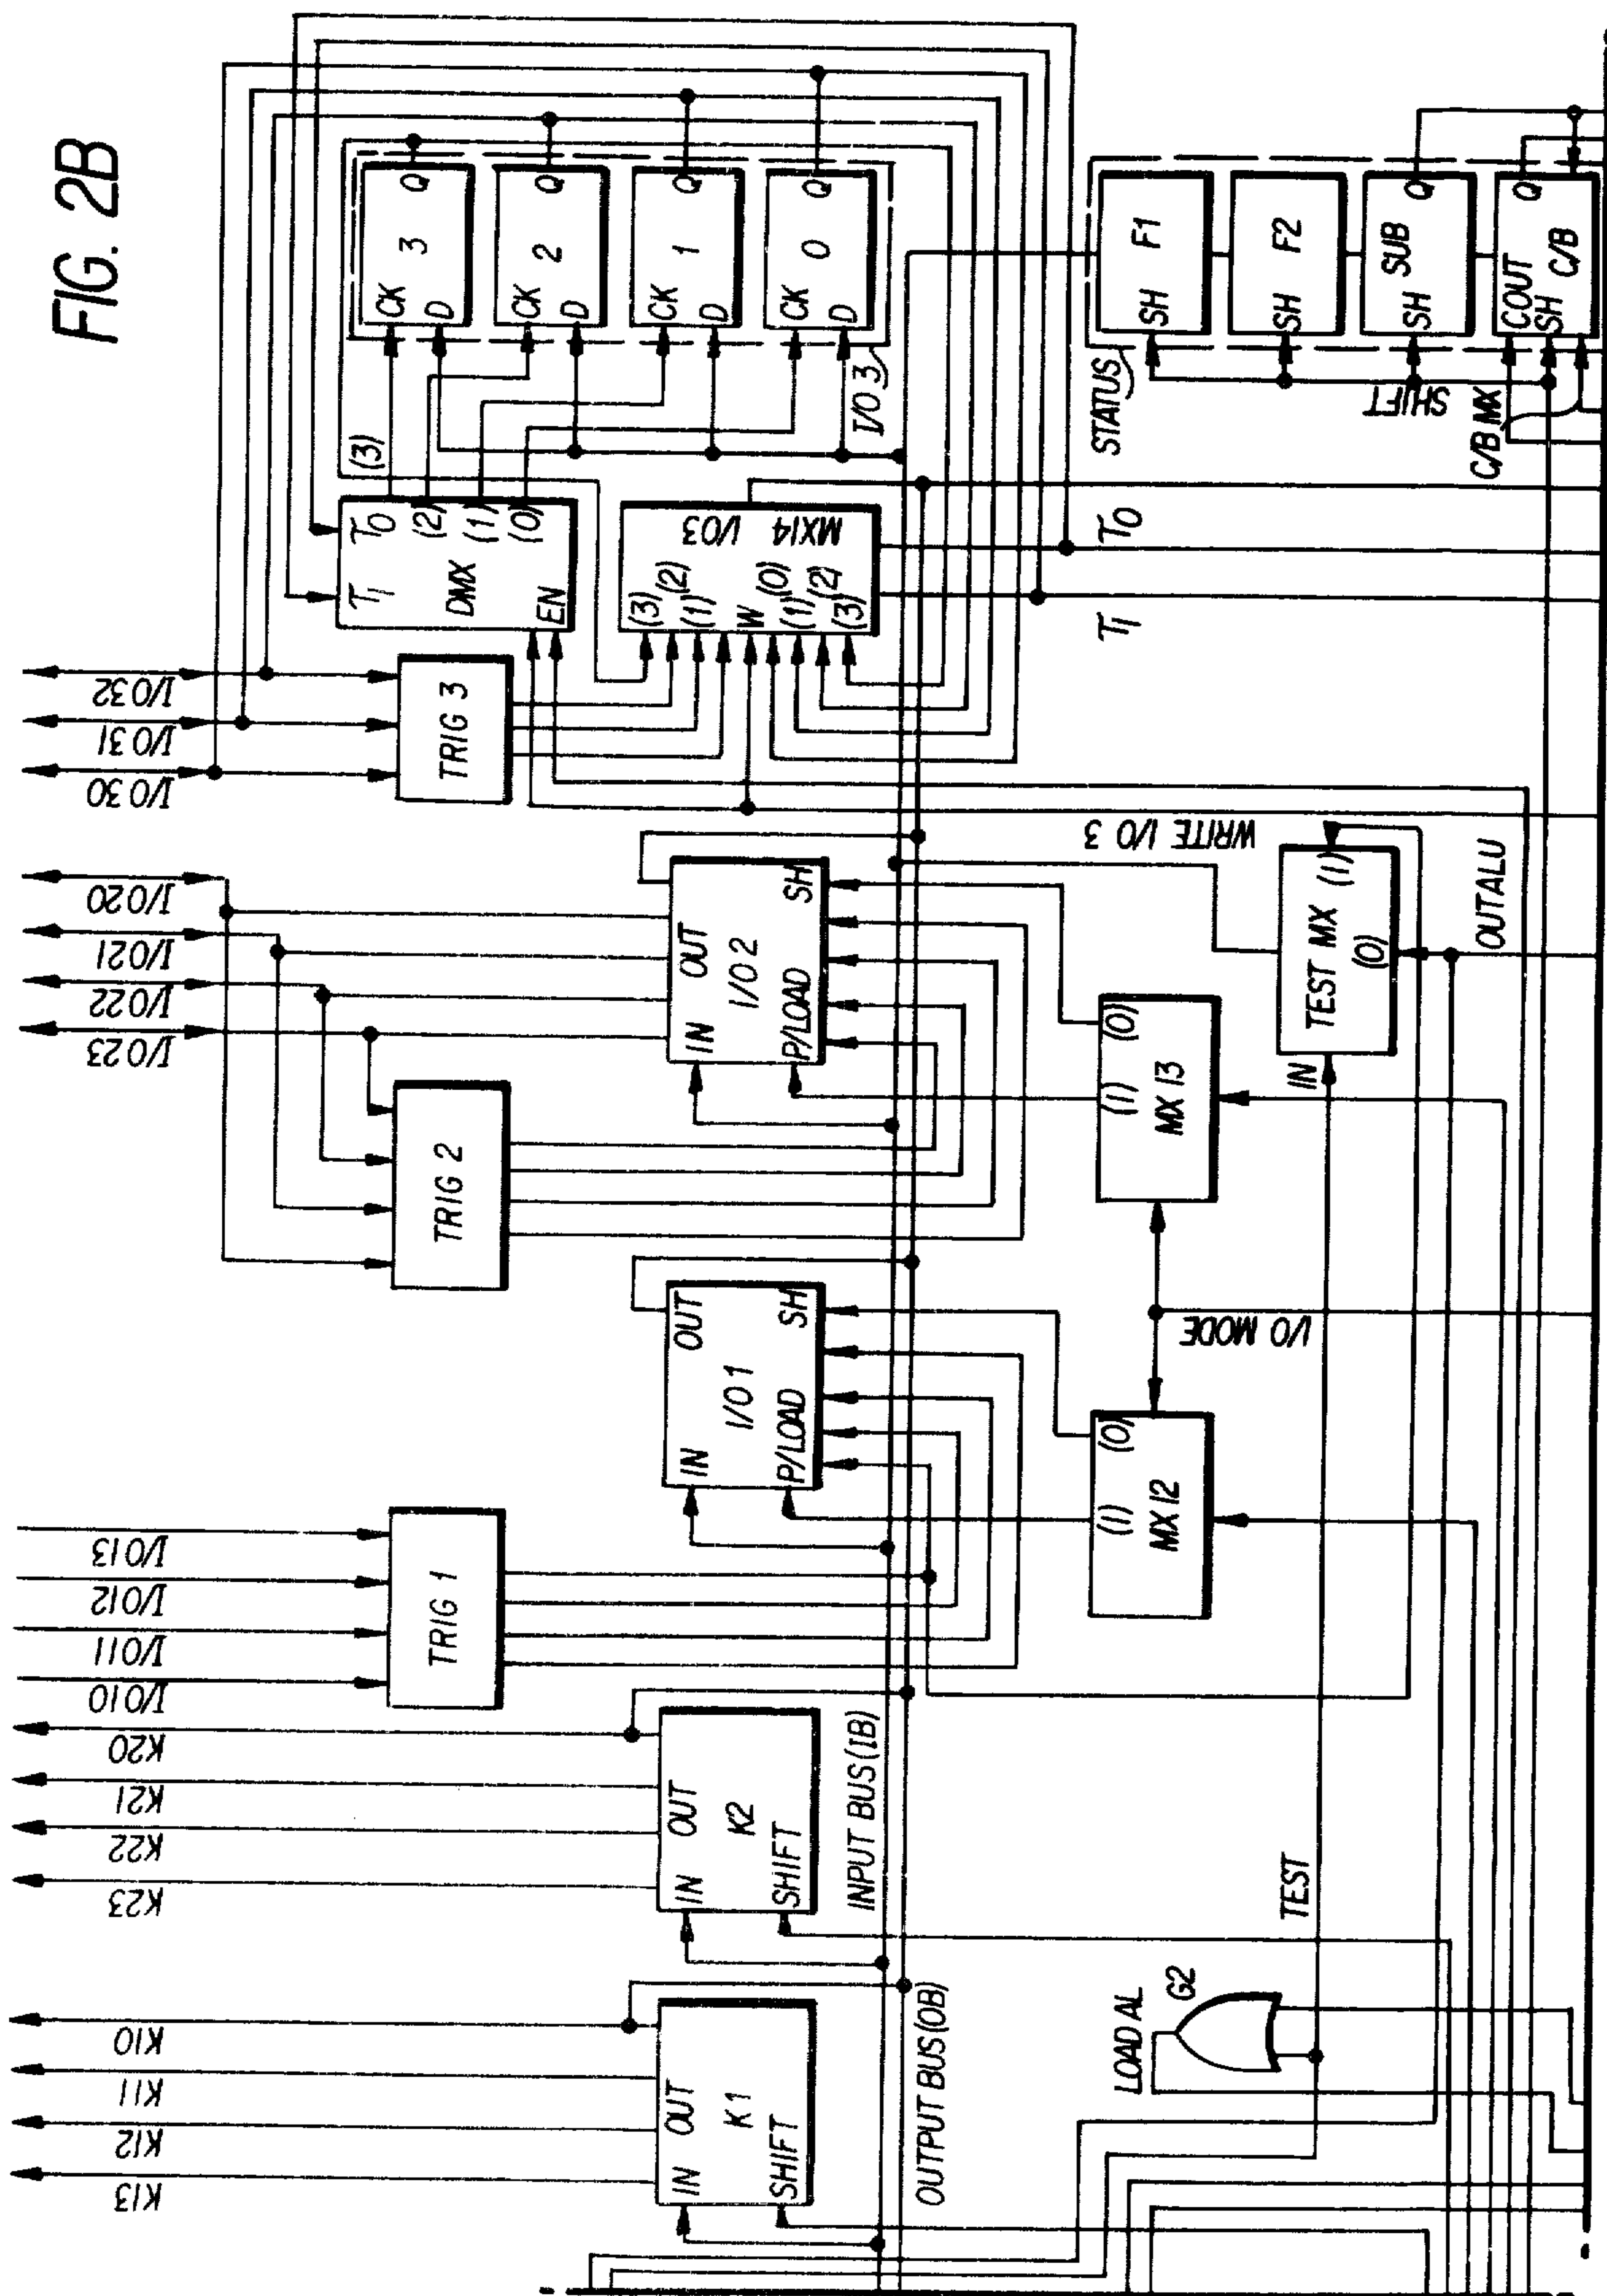 FIG. 2B
I/O 32
I/O 31
I/O 30
I/O 20
I/O 21
I/O 22
I/O 23
I/O 13
I/O 12
I/O 11
I/O 10
K20
K21
K22
K23
K10
K11
K12
K13
CK 3 Q
D
CK 2 Q
D
CK 1 Q
D
CK 0 Q
D
I/O 3
T1 T0
DMX
EN
(3)
(2)
(1)
(0)
TRIG 3
I/O3 MX14
(3)
(2)
(1)
W
(0)
(1)
(2)
(3)
T0
T1
STATUS
SH F1
SH F2
SH SUB Q
COUT Q
SH C/B
SHIFT
C/B MX
WRITE I/O 3
TRIG 2
IN OUT
I/O 2
P/LOAD SH
(1) (0)
MX 13
IN
TEST MX (1)
(0)
OUTALU
I/O MODE
TRIG 1
IN OUT
I/O 1
P/LOAD SH
(1) (0)
MX 12
IN OUT
K2
SHIFT
INPUT BUS (IB)
IN OUT
K1
SHIFT
OUTPUT BUS (OB)
TEST
LOAD AL
G2